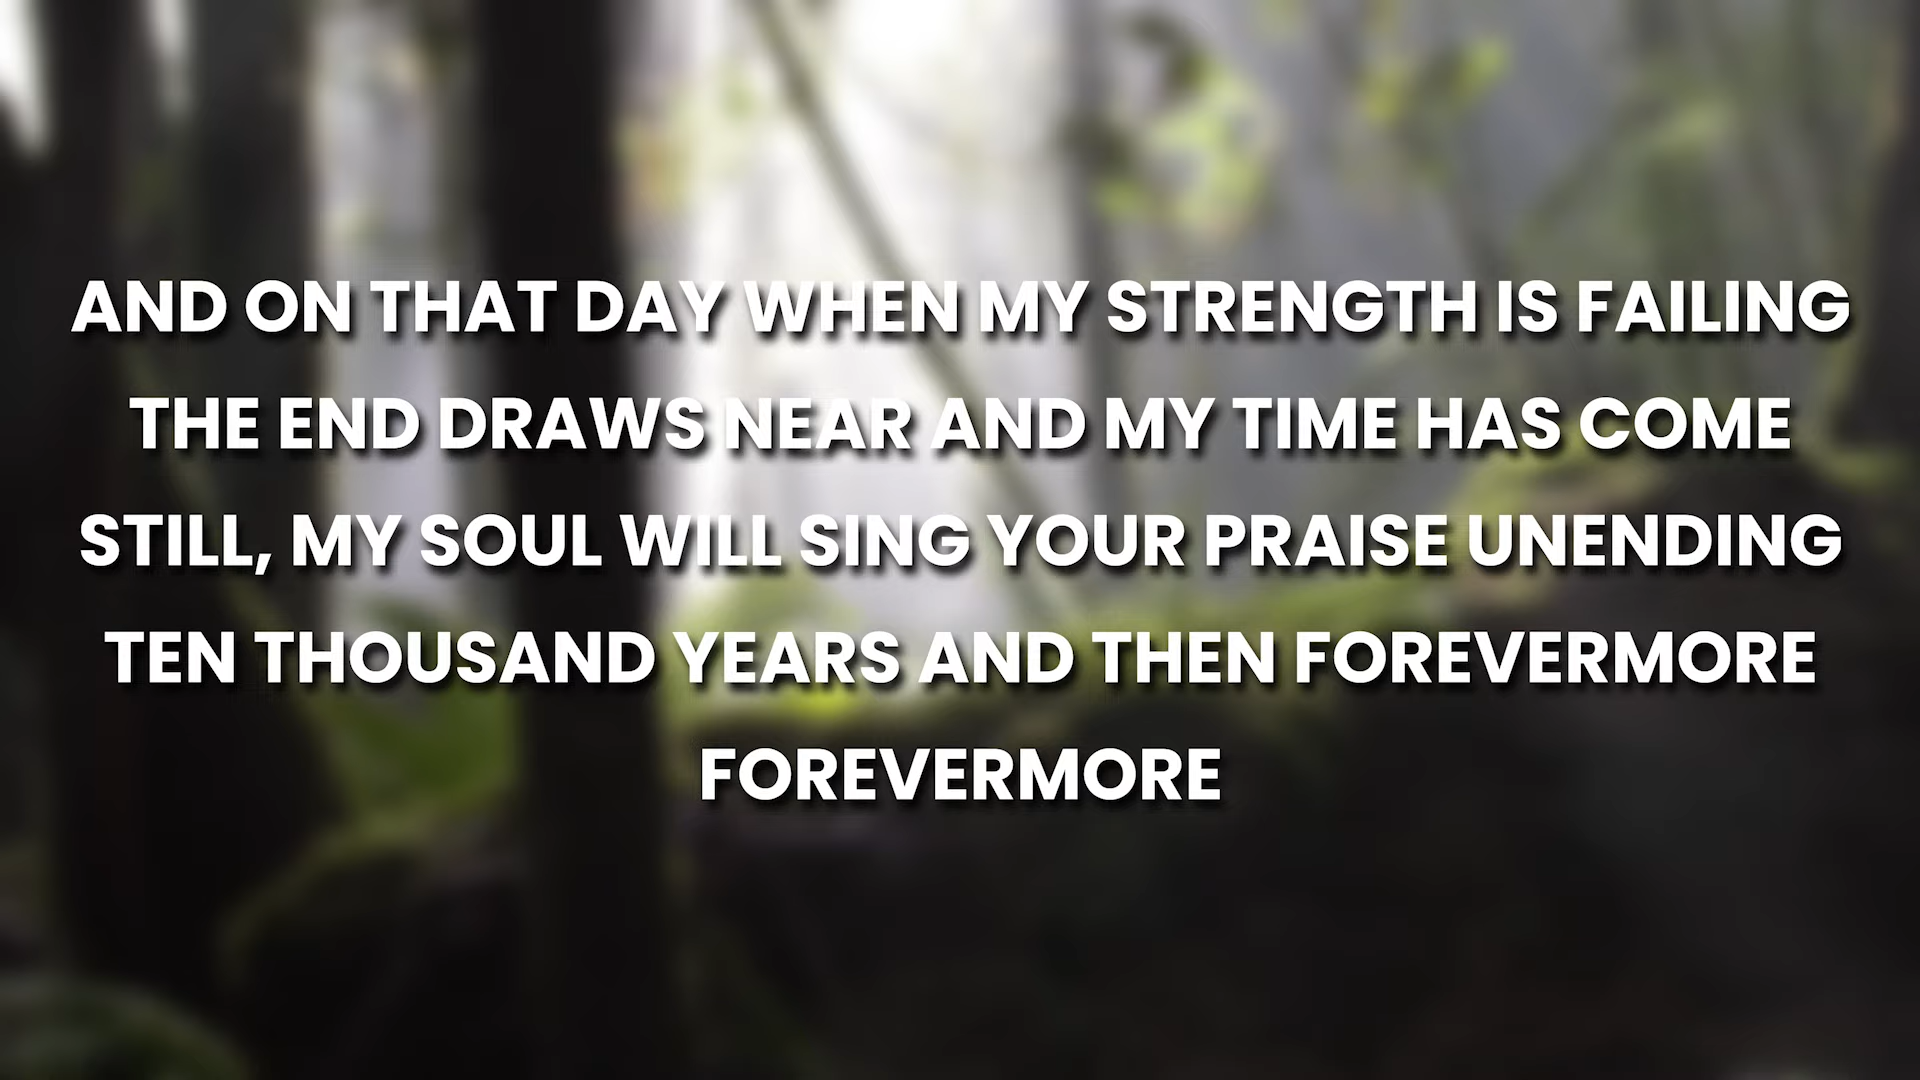 AND ON THAT DAY WHEN MY STRENGTH IS FAILING
THE END DRAWS NEAR AND MY TIME HAS COME
STILL, MY SOUL WILL SING YOUR PRAISE UNENDING
TEN THOUSAND YEARS AND THEN FOREVERMORE
FOREVERMORE